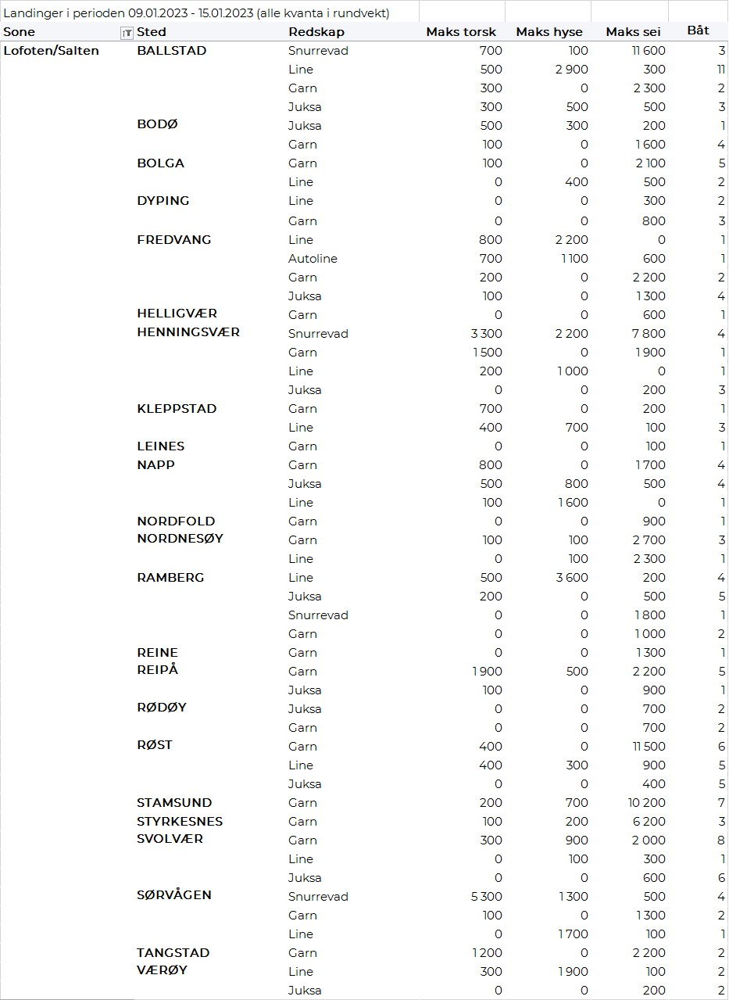 Landinger i perioden 09.01.2023 - 15.01.2023 (alle kvanta i rundvekt)
Sone Sted Redskap Maks torsk Maks hyse Maks sei Båt
Lofoten/Salten BALLSTAD Snurrevad 700 100 11 600 3
Line 500 2 900 300 11
Garn 300 0 2 300 2
Juksa 300 500 500 3
BODØ Juksa 500 300 200 1
Garn 100 0 1 600 4
BOLGA Garn 100 0 2 100 5
Line 0 400 500 2
DYPING Line 0 0 300 2
Garn 0 0 800 3
FREDVANG Line 800 2 200 0 1
Autoline 700 1 100 600 1
Garn 200 0 2 200 2
Juksa 100 0 1 300 4
HELLIGVÆR Garn 0 0 600 1
HENNINGSVÆR Snurrevad 3 300 2 200 7 800 4
Garn 1 500 0 1 900 1
Line 200 1 000 0 1
Juksa 0 0 200 3
KLEPPSTAD Garn 700 0 200 1
Line 400 700 100 3
LEINES Garn 0 0 100 1
NAPP Garn 800 0 1 700 4
Juksa 500 800 500 4
Line 100 1 600 0 1
NORDFOLD Garn 0 0 900 1
NORDNESØY Garn 100 100 2 700 3
Line 0 100 2 300 1
RAMBERG Line 500 3 600 200 4
Juksa 200 0 500 5
Snurrevad 0 0 1 800 1
Garn 0 0 1 000 2
REINE Garn 0 0 1 300 1
REIPÅ Garn 1 900 500 2 200 5
Juksa 100 0 900 1
RØDØY Juksa 0 0 700 2
Garn 0 0 700 2
RØST Garn 400 0 11 500 6
Line 400 300 900 5
Juksa 0 0 400 5
STAMSUND Garn 200 700 10 200 7
STYRKESNES Garn 100 200 6 200 3
SVOLVÆR Garn 300 900 2 000 8
Line 0 100 300 1
Juksa 0 0 600 6
SØRVÅGEN Snurrevad 5 300 1 300 500 4
Garn 100 0 1 300 2
Line 0 1 700 100 1
TANGSTAD Garn 1 200 0 2 200 2
VÆRØY Line 300 1 900 100 2
Juksa 0 0 200 2